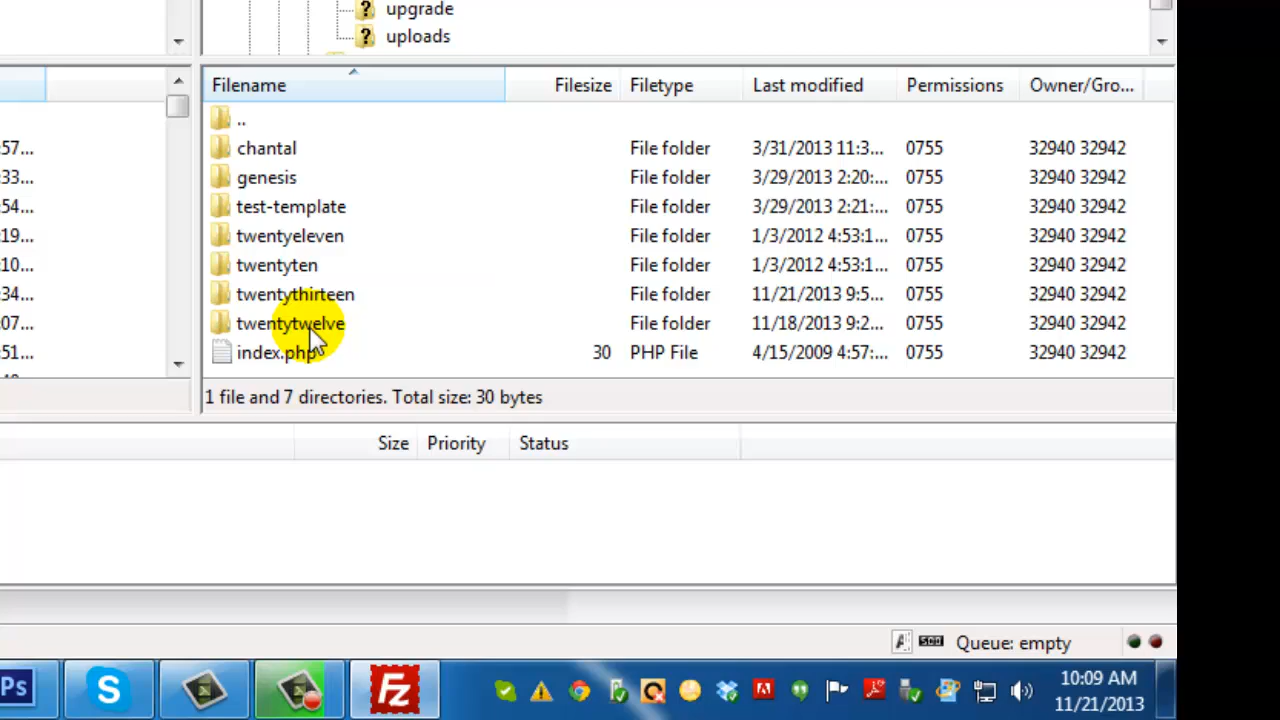 upgrade
uploads
Filename Filesize Filetype Last modified Permissions Owner/Gro...
..
:57... chantal File folder 3/31/2013 11:3... 0755 32940 32942
:33... genesis File folder 3/29/2013 2:20:... 0755 32940 32942
:54... test-template File folder 3/29/2013 2:21:... 0755 32940 32942
:19... twentyeleven File folder 1/3/2012 4:53:1... 0755 32940 32942
:10... twentyten File folder 1/3/2012 4:53:1... 0755 32940 32942
:34... twentythirteen File folder 11/21/2013 9:5... 0755 32940 32942
:07... twentytwelve File folder 11/18/2013 9:2... 0755 32940 32942
:51... index.php 30 PHP File 4/15/2009 4:57:... 0755 32940 32942
1 file and 7 directories. Total size: 30 bytes
Size Priority Status
Queue: empty
Ps S Fz 10:09 AM
11/21/2013